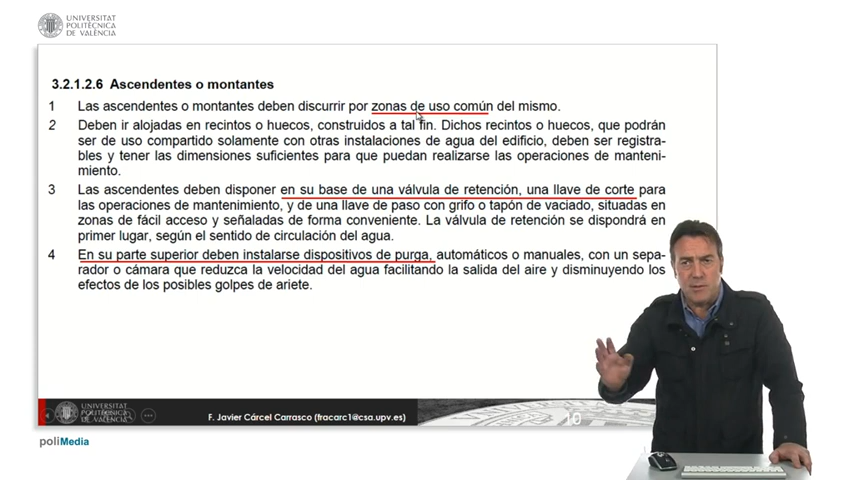 UNIVERSITAT
POLITÈCNICA
DE VALÈNCIA
3.2.1.2.6 Ascendentes o montantes
1 Las ascendentes o montantes deben discurrir por zonas de uso común del mismo.
2 Deben ir alojadas en recintos o huecos, construidos a tal fin. Dichos recintos o huecos, que podrán
ser de uso compartido solamente con otras instalaciones de agua del edificio, deben ser registra-
bles y tener las dimensiones suficientes para que puedan realizarse las operaciones de manteni-
miento.
3 Las ascendentes deben disponer en su base de una válvula de retención, una llave de corte para
las operaciones de mantenimiento, y de una llave de paso con grifo o tapón de vaciado, situadas en
zonas de fácil acceso y señaladas de forma conveniente. La válvula de retención se dispondrá en
primer lugar, según el sentido de circulación del agua.
4 En su parte superior deben instalarse dispositivos de purga, automáticos o manuales, con un sepa-
rador o cámara que reduzca la velocidad del agua facilitando la salida del aire y disminuyendo los
efectos de los posibles golpes de ariete.
UNIVERSITAT
POLITÈCNICA
DE VALÈNCIA
F. Javier Cárcel Carrasco (fracarc1@csa.upv.es)
10
poliMedia